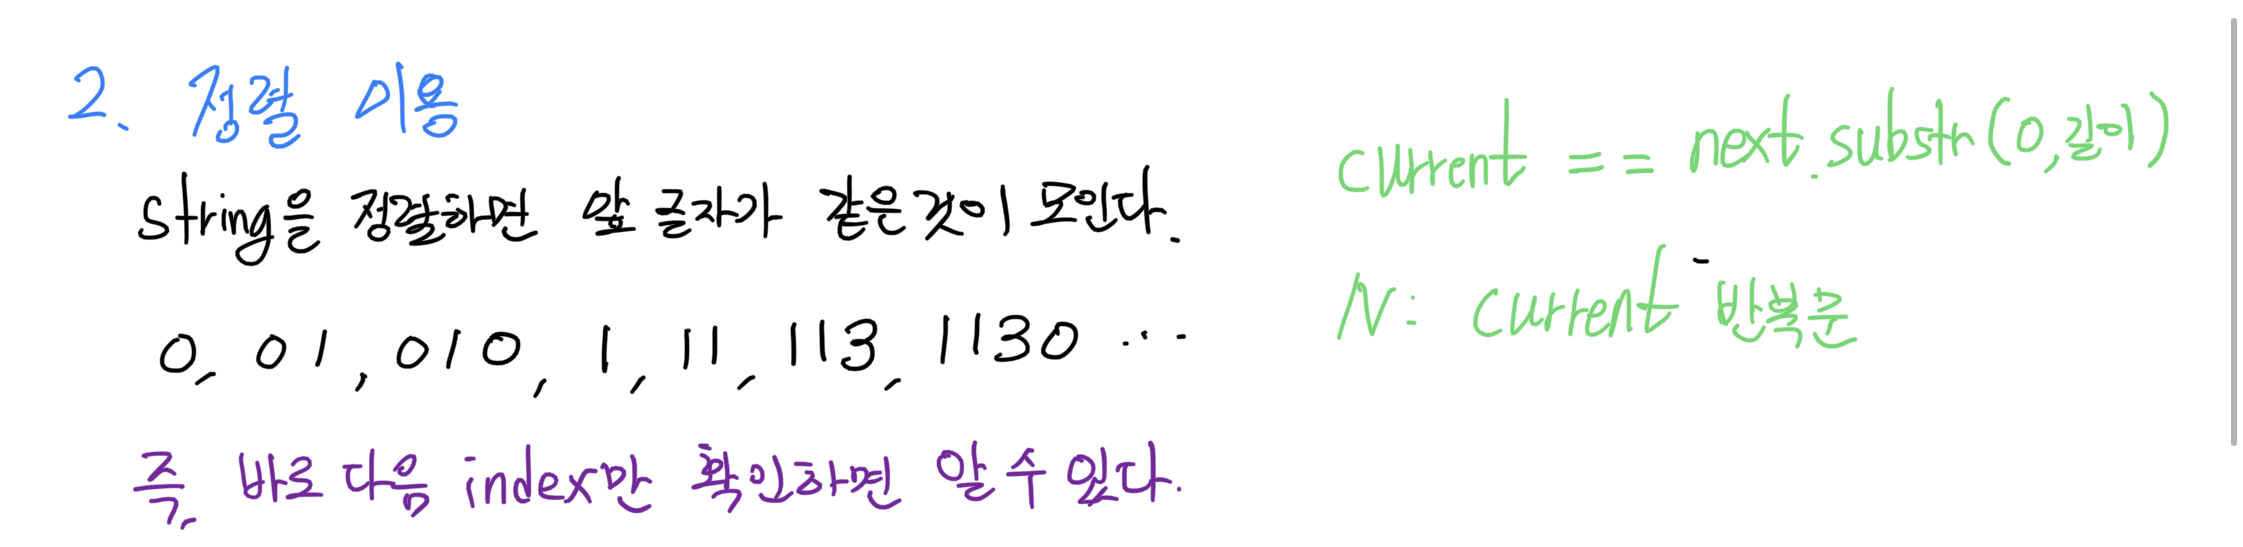 2. 정렬 이용
string을 정렬하면 앞 글자가 같은것이 모인다.
0, 01, 010, 1, 11, 113, 1130 ...
즉, 바로 다음 index만 확인하면 알 수 있다.
current == next.substr(0,길이)
N: current 반복문